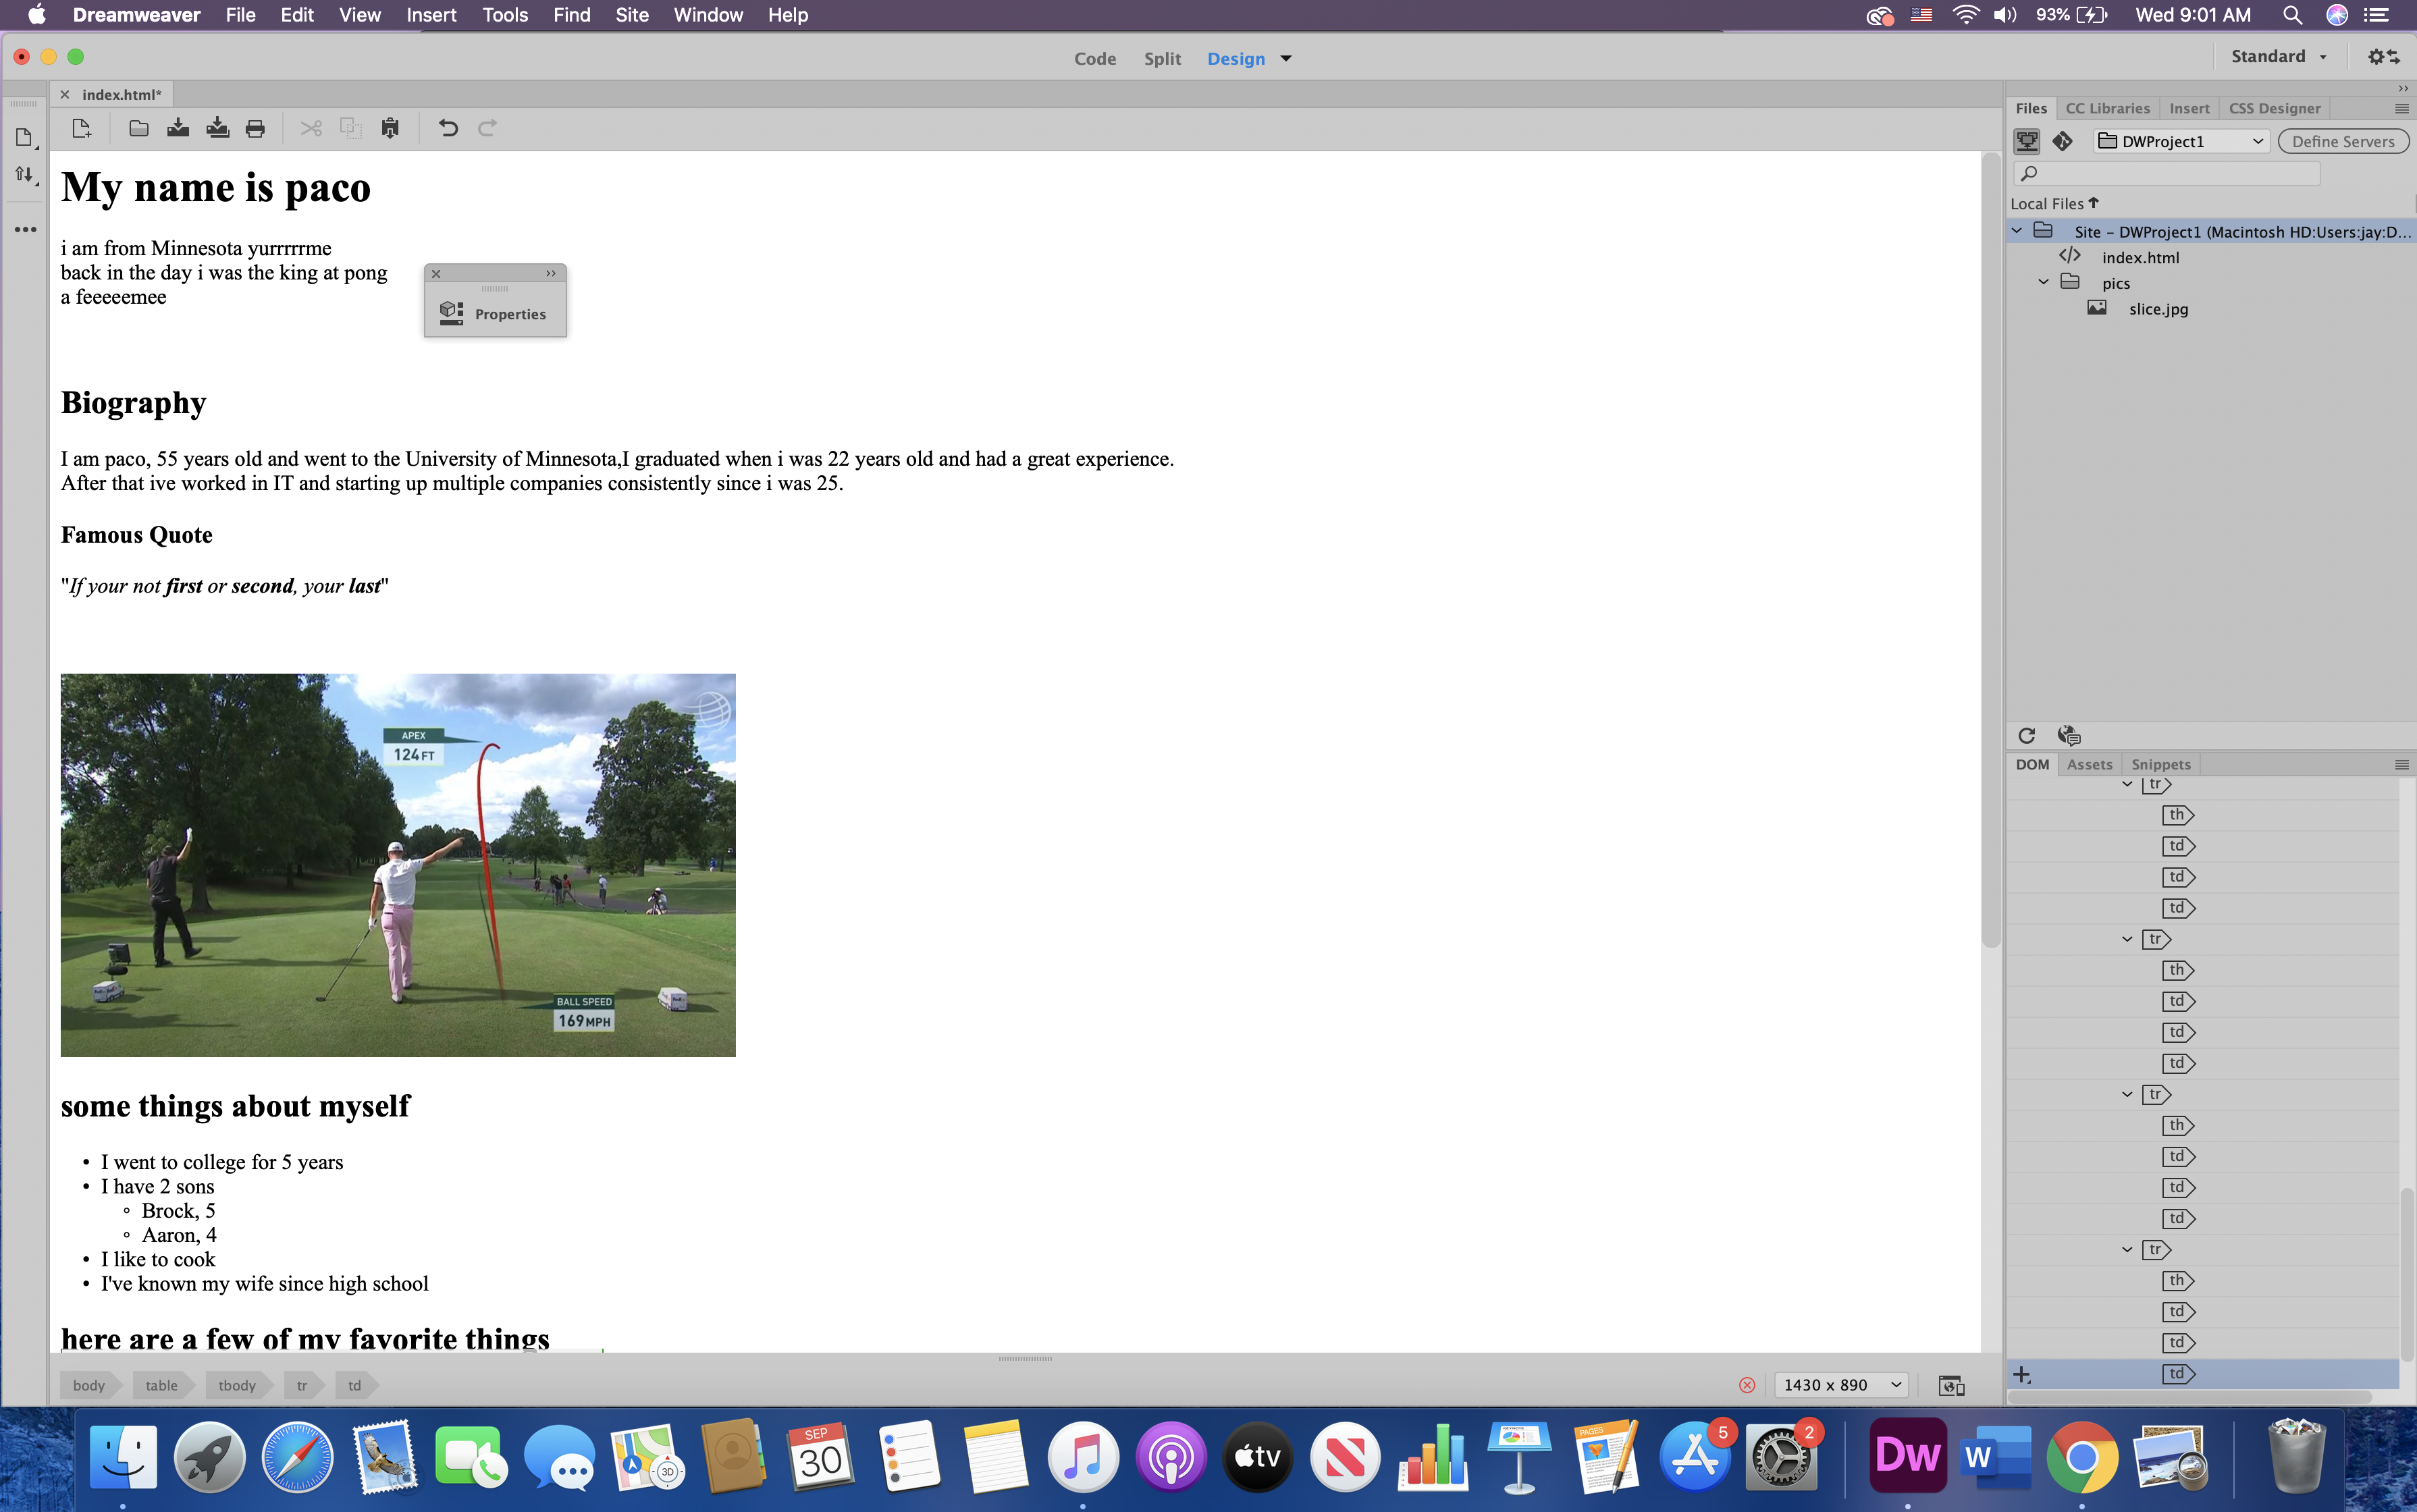 Dreamweaver File Edit View Insert Tools Find Site Window Help 93% Wed 9:01 AM
Code Split Design Standard
index.html*
Files CC Libraries Insert CSS Designer
DWProject1 Define Servers
Local Files
Site – DWProject1 (Macintosh HD:Users:jay:D...
index.html
pics
slice.jpg
My name is paco
i am from Minnesota yurrrrrme
back in the day i was the king at pong
a feeeeemee
Properties
Biography
I am paco, 55 years old and went to the University of Minnesota,I graduated when i was 22 years old and had a great experience.
After that ive worked in IT and starting up multiple companies consistently since i was 25.
Famous Quote
"If your not first or second, your last"
APEX
124 FT
BALL SPEED
169 MPH
some things about myself
• I went to college for 5 years
• I have 2 sons
◦ Brock, 5
◦ Aaron, 4
• I like to cook
• I've known my wife since high school
here are a few of my favorite things
DOM Assets Snippets
tr
th
td
td
td
tr
th
td
td
td
tr
th
td
td
td
tr
th
td
td
td
body table tbody tr td
1430 x 890
SEP
30
3D
tv
PAGES
5
2
Dw
W